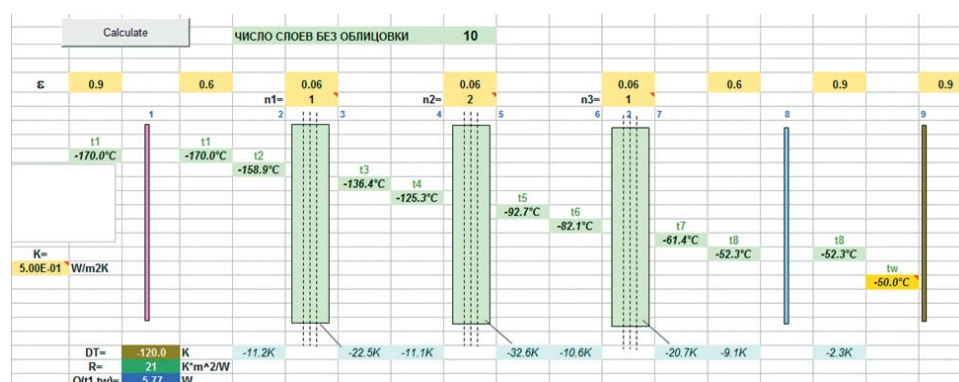 Calculate
ЧИСЛО СЛОЕВ БЕЗ ОБЛИЦОВКИ 10
ε 0.9 0.6 0.06 0.06 0.06 0.6 0.9 0.9
n1= 1 n2= 2 n3= 1
1 2 3 4 5 6 7 8 9
t1 t1
-170.0°C -170.0°C t2
-158.9°C t3
-136.4°C t4
-125.3°C t5
-92.7°C t6
-82.1°C t7
-61.4°C t8 t8
-52.3°C -52.3°C
K= tw
5.00E-01 W/m2K -50.0°C
DT= -120.0 K -11.2K -22.5K -11.1K -32.6K -10.6K -20.7K -9.1K -2.3K
R= 21 K*m^2/W
Q(t1,tw)= 5.77 W